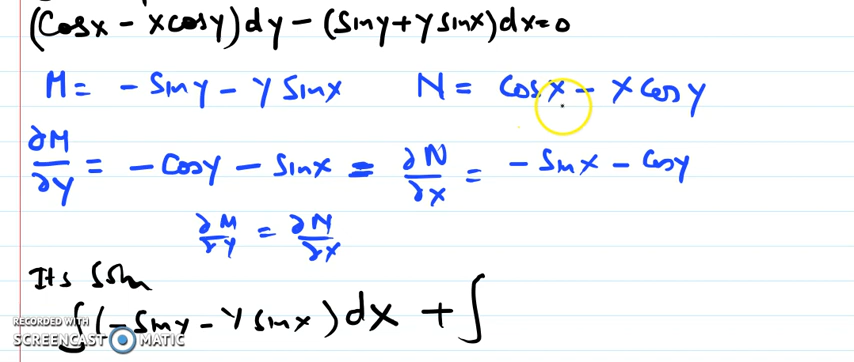 (Cosx - xcosy)dy - (Siny + y sinx)dx = 0
M = - Siny - y Sinx    N = Cosx - x Cosy
∂M/∂y = - Cosy - Sinx = ∂N/∂x = - Sinx - Cosy
∂M/∂y = ∂N/∂x
Its Soln
∫(- Siny - y sinx)dx + ∫
RECORDED WITH
SCREENCAST MATIC